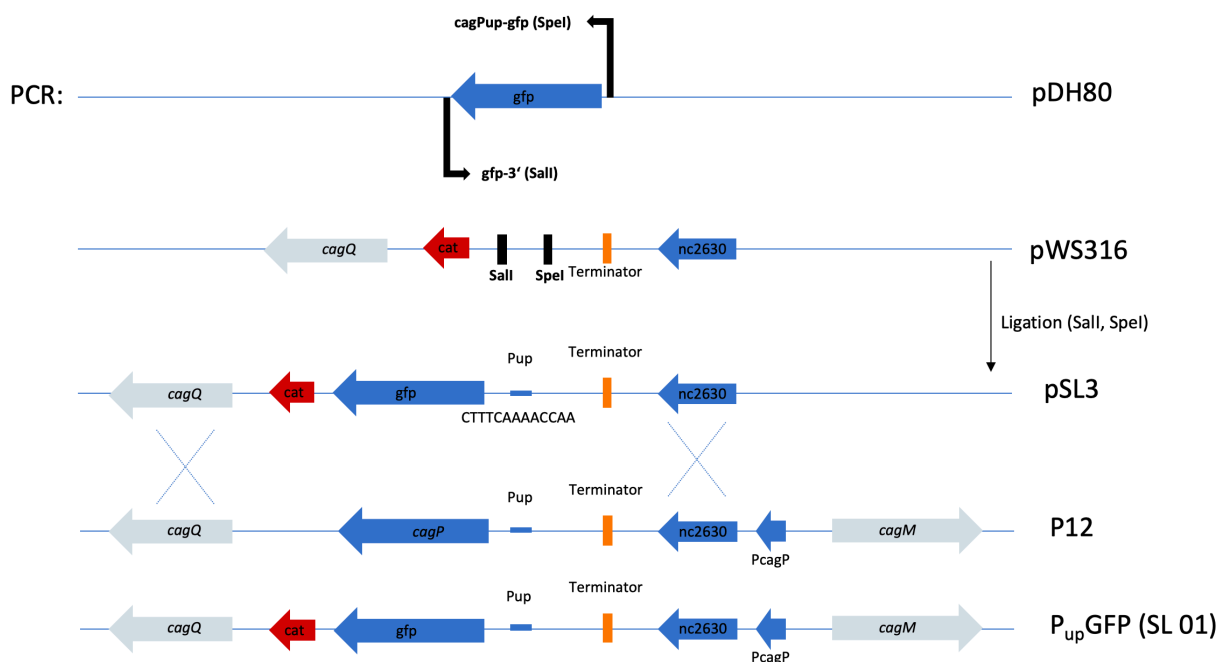 cagPup-gfp (SpeI)
PCR:
gfp
pDH80
gfp-3‘ (SalI)
cagQ
cat
nc2630
pWS316
SalI
SpeI
Terminator
Ligation (SalI, SpeI)
Pup
Terminator
cagQ
cat
gfp
nc2630
pSL3
CTTTCAAAACCAA
Pup
Terminator
cagQ
cagP
nc2630
cagM
P12
PcagP
Pup
Terminator
cagQ
cat
gfp
nc2630
cagM
PupGFP (SL 01)
PcagP